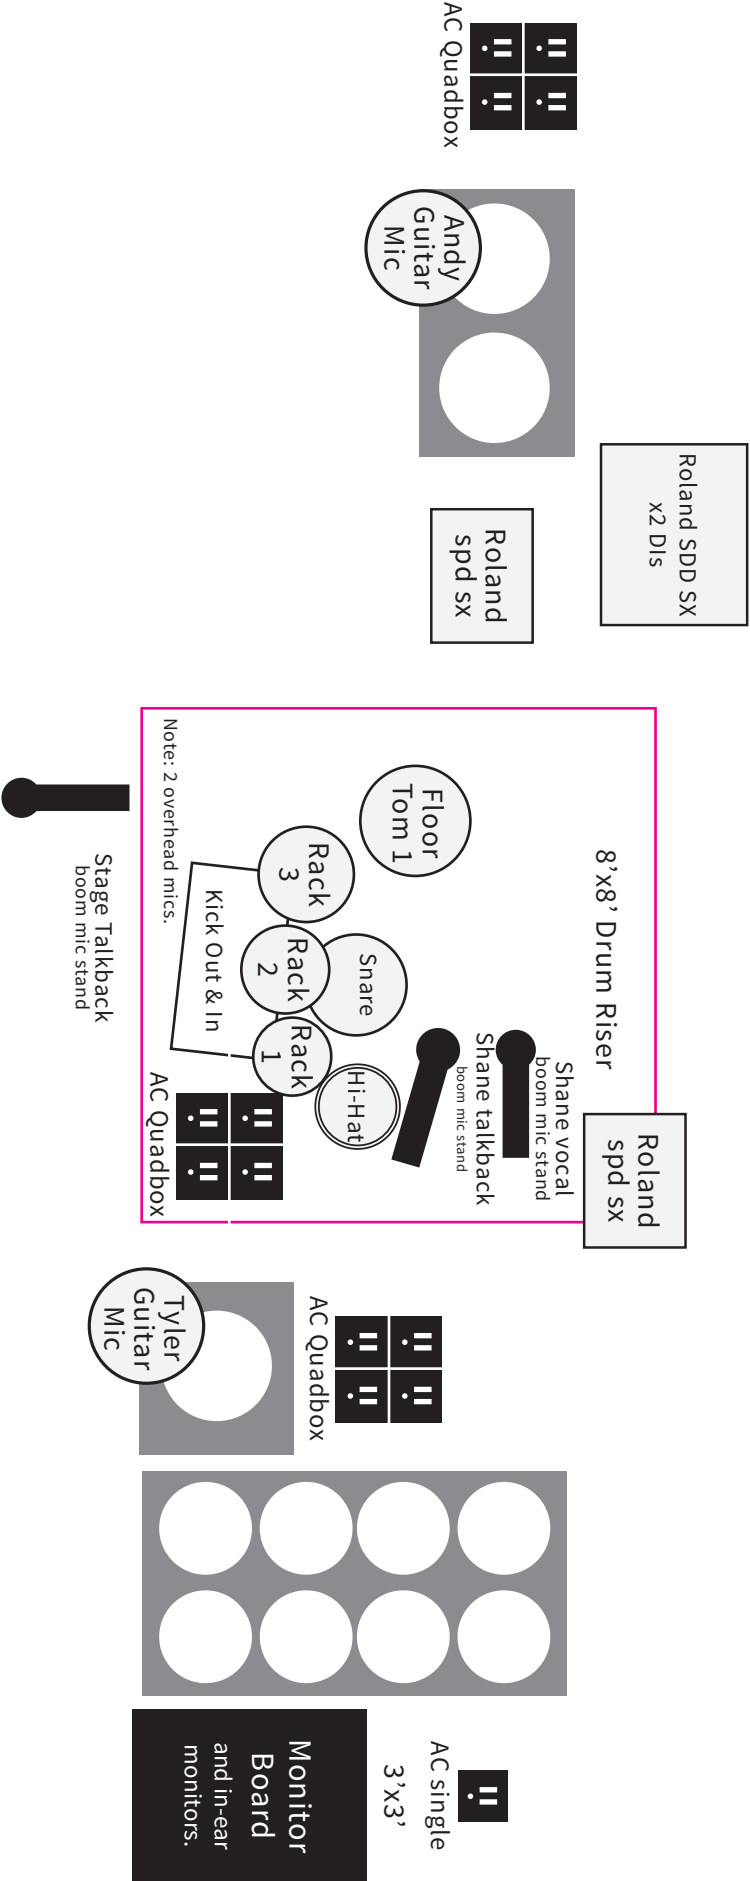 AC Quadbox
Andy
Guitar
Mic
Roland SDD SX
x2 DIs
Roland
spd sx
8’x8’ Drum Riser
Floor
Tom 1
Rack
3
Rack
2
Rack
1
Snare
Hi-Hat
Kick Out & In
Note: 2 overhead mics.
Stage Talkback
boom mic stand
Shane vocal
boom mic stand
Shane talkback
boom mic stand
Roland
spd sx
AC Quadbox
Tyler
Guitar
Mic
AC Quadbox
AC single
3’x3’
Monitor
Board
and in-ear
monitors.